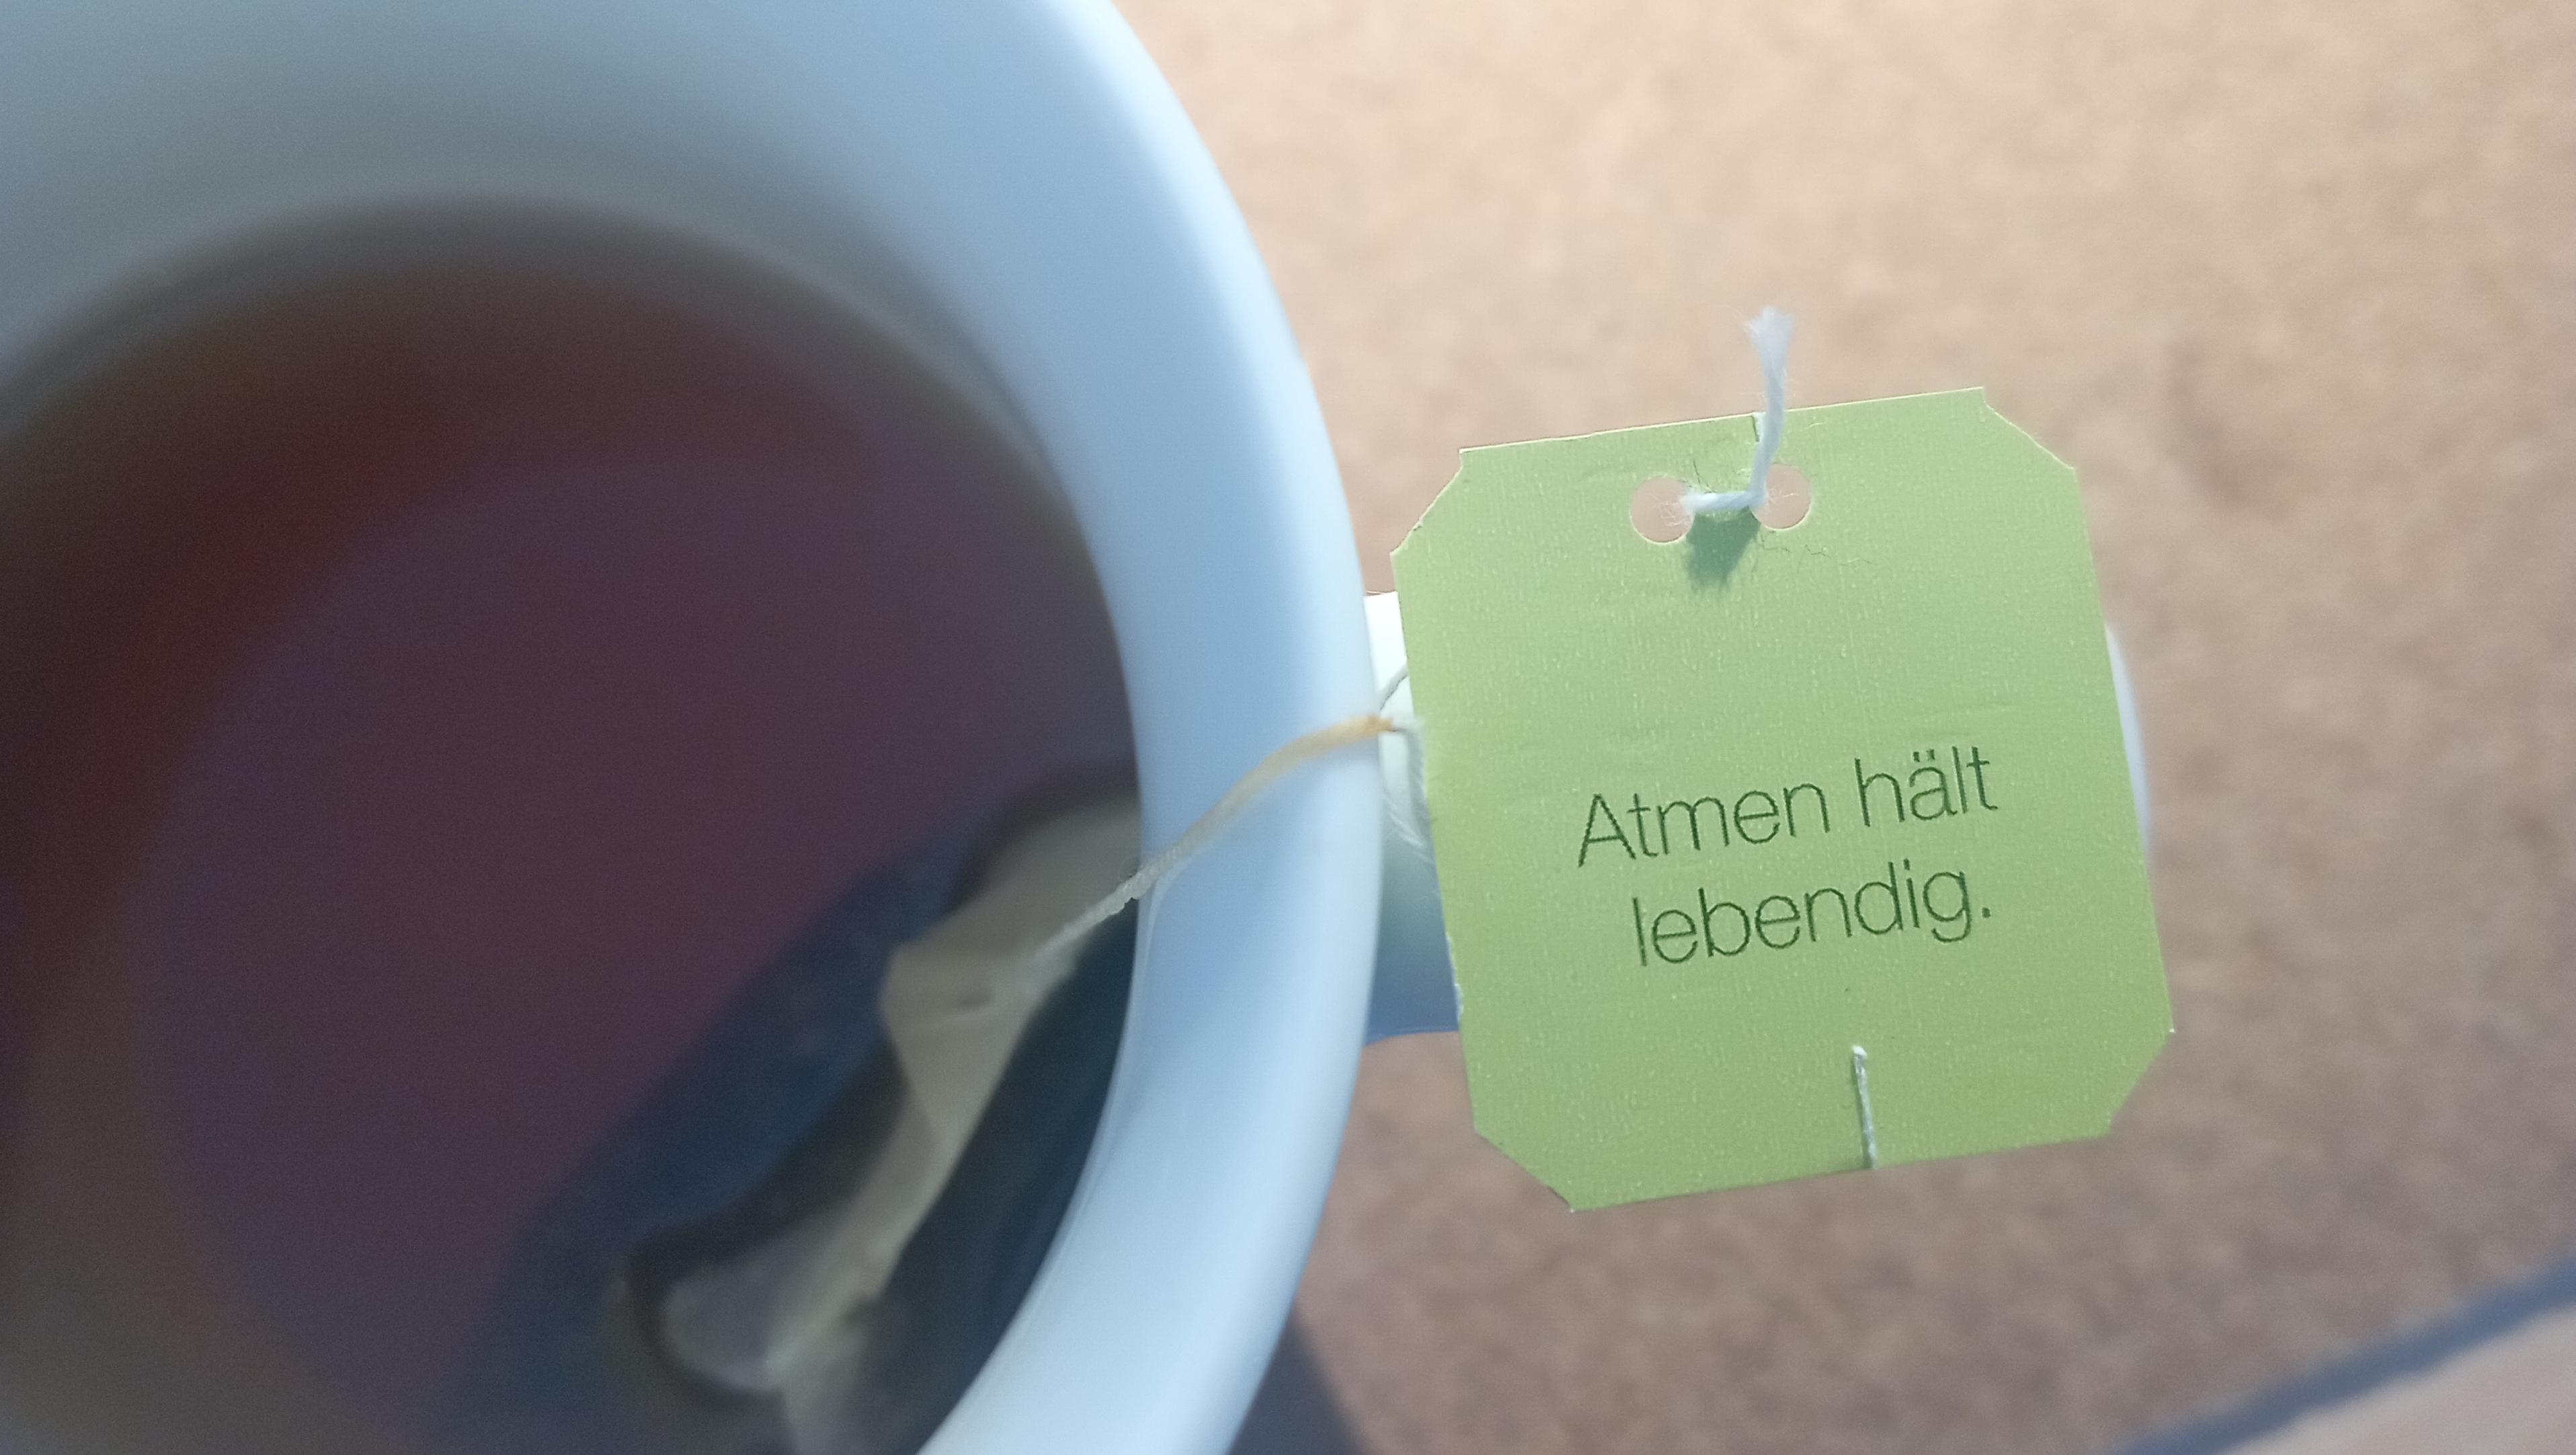 Atmen hält
lebendig.